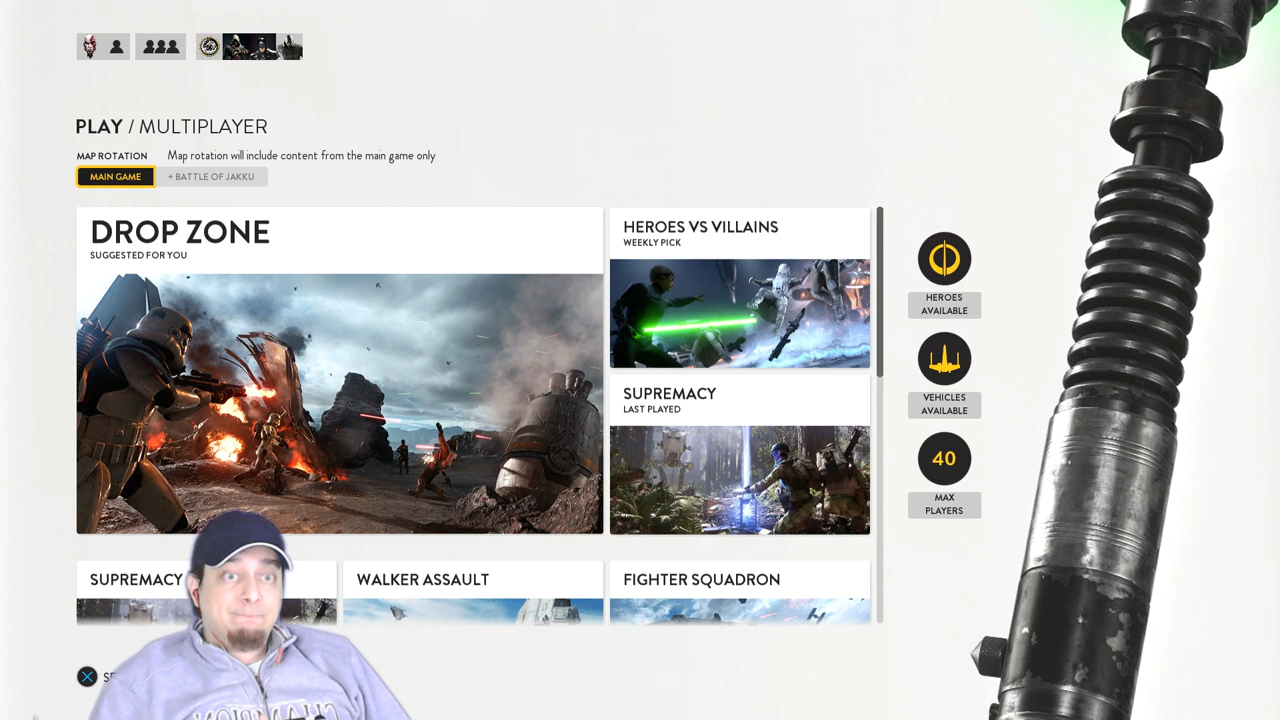 PLAY / MULTIPLAYER
MAP ROTATION Map rotation will include content from the main game only
MAIN GAME + BATTLE OF JAKKU
DROP ZONE
SUGGESTED FOR YOU
HEROES VS VILLAINS
WEEKLY PICK
SUPREMACY
LAST PLAYED
HEROES
AVAILABLE
VEHICLES
AVAILABLE
40
MAX
PLAYERS
SUPREMACY
WALKER ASSAULT
FIGHTER SQUADRON
CHAMPION